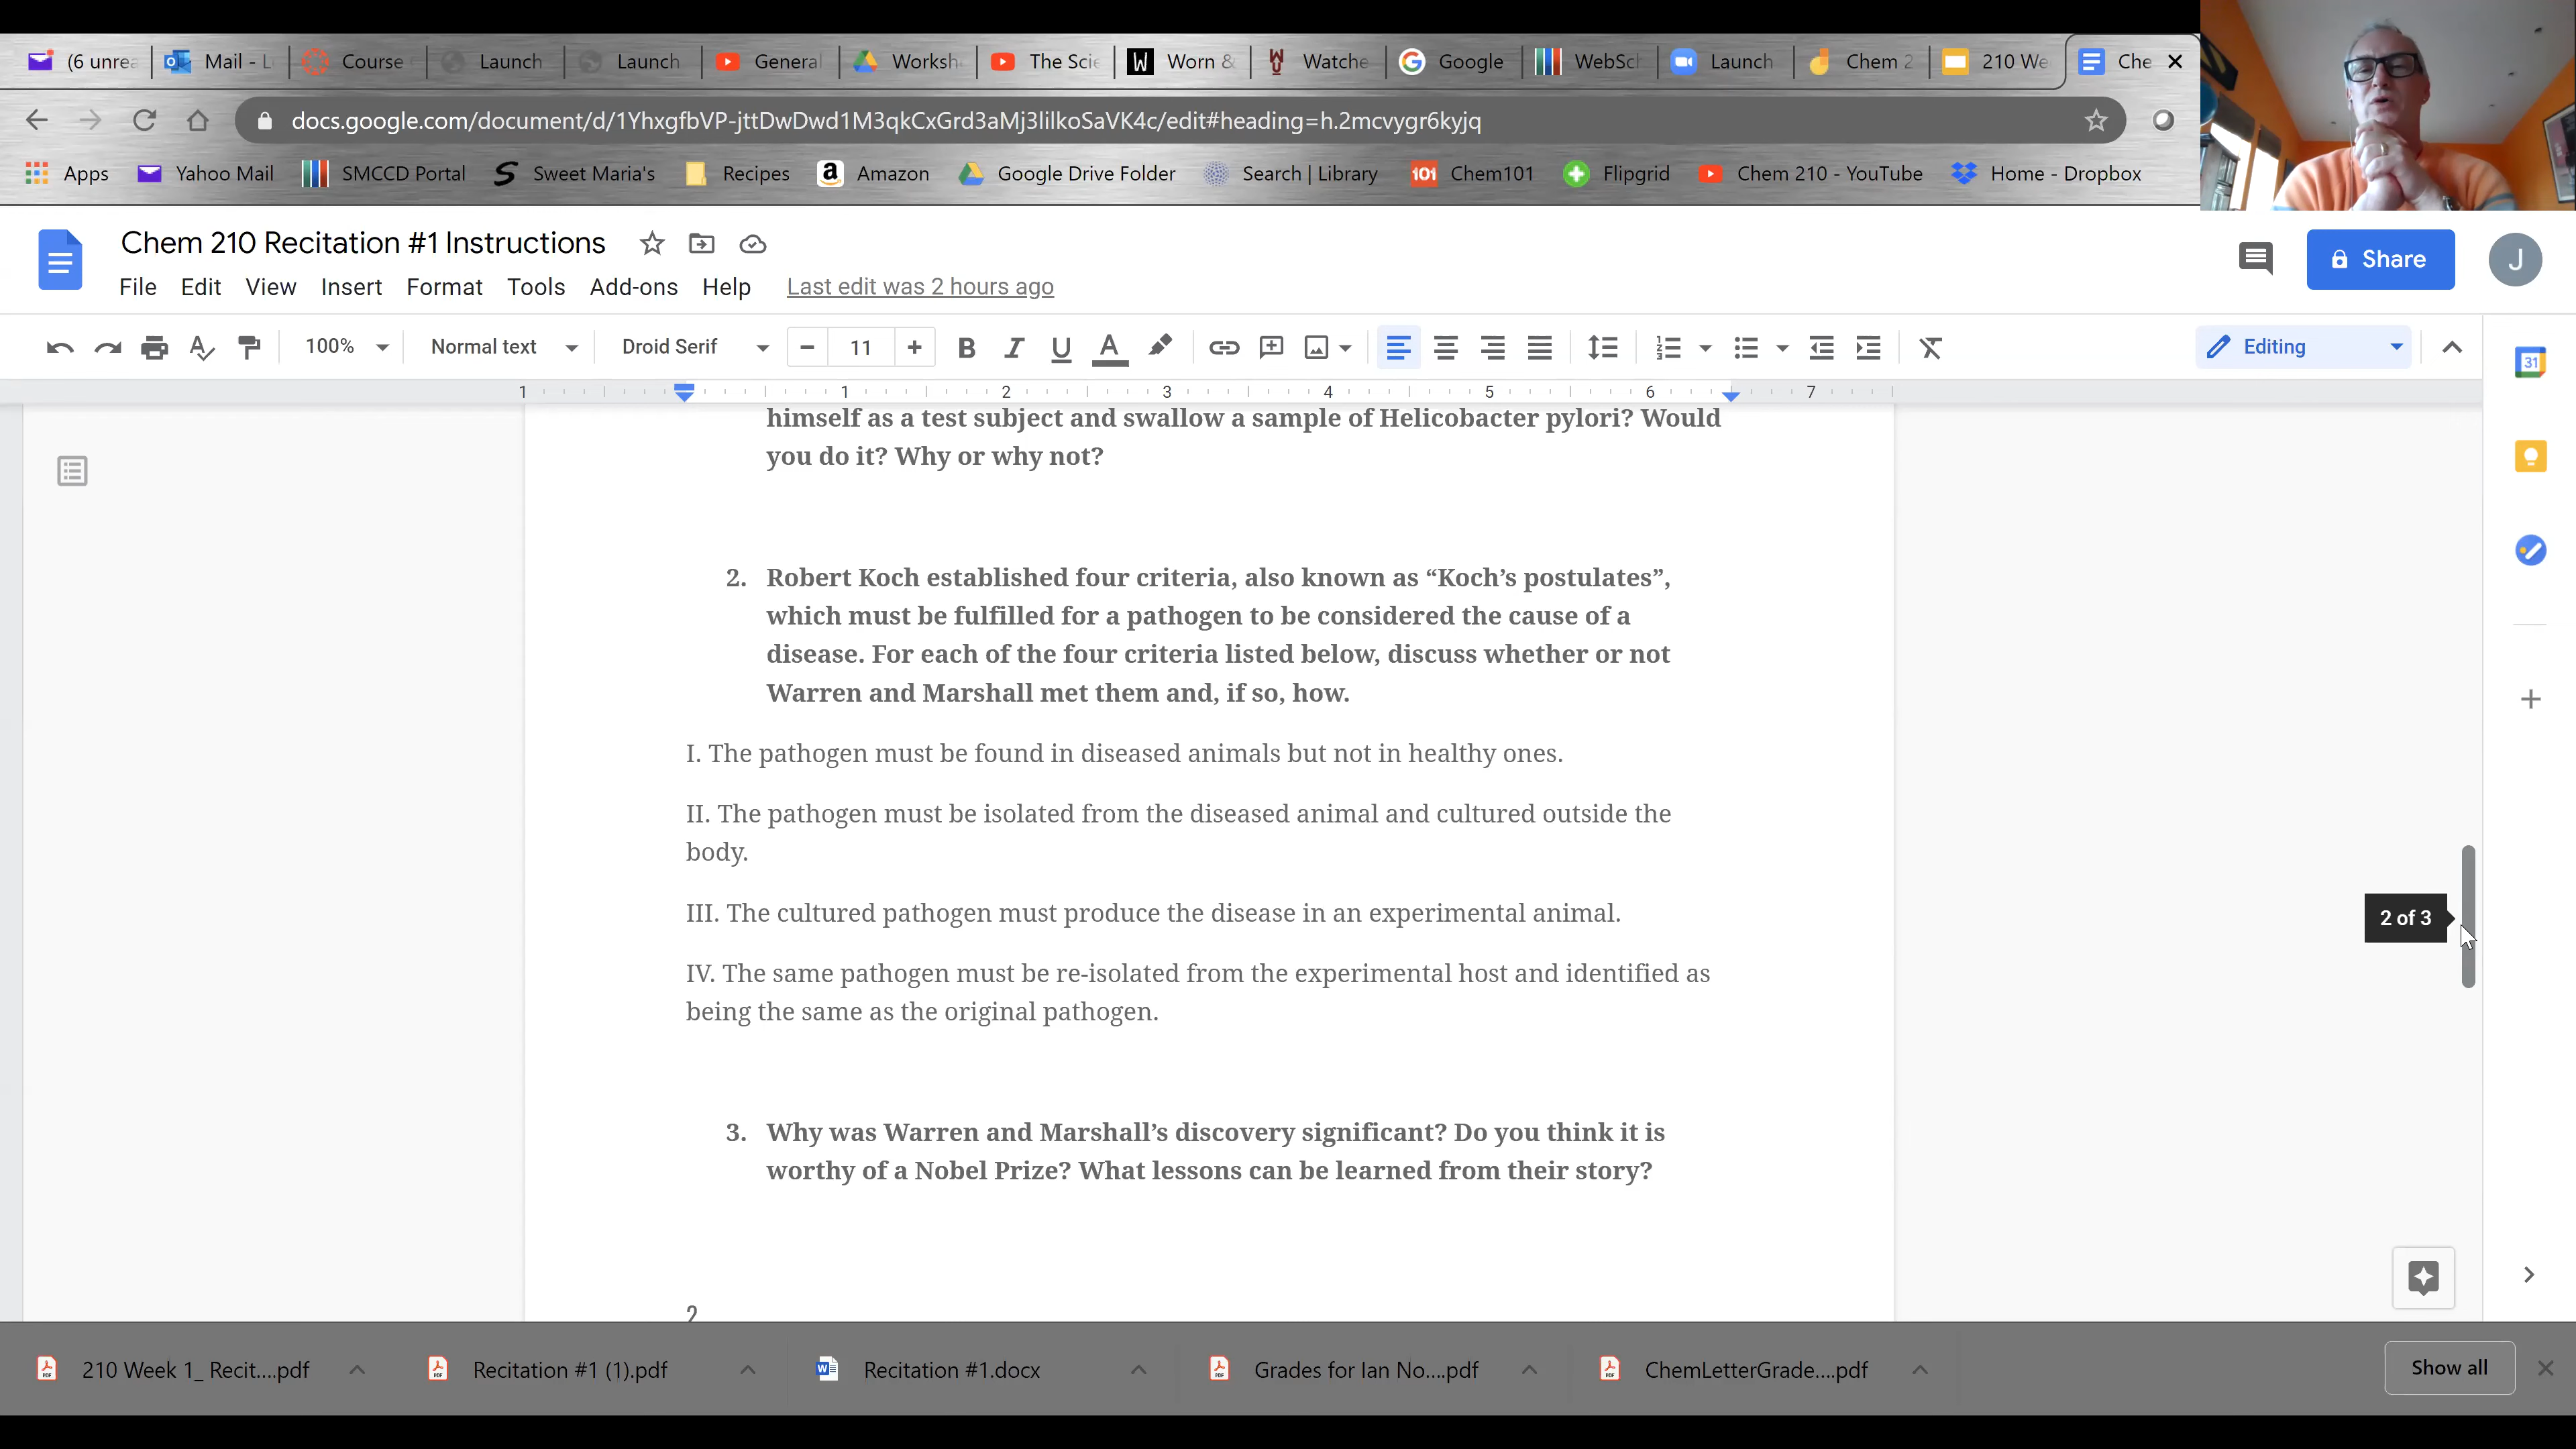 (6 unrea
Mail - L
Course
Launch
Launch
General
Worksh
The Scie
Worn &
Watche
Google
WebSch
Launch
Chem 2
210 We
Che
docs.google.com/document/d/1YhxgfbVP-jttDwDwd1M3qkCxGrd3aMj3lilkoSaVK4c/edit#heading=h.2mcvygr6kyjq
Apps
Yahoo Mail
SMCCD Portal
Sweet Maria's
Recipes
Amazon
Google Drive Folder
Search | Library
101
Chem101
Flipgrid
Chem 210 - YouTube
Home - Dropbox
Chem 210 Recitation #1 Instructions
Share
J
File Edit View Insert Format Tools Add-ons Help
Last edit was 2 hours ago
100%
Normal text
Droid Serif
11
Editing
31
1 1 2 3 4 5 6 7
himself as a test subject and swallow a sample of Helicobacter pylori? Would
you do it? Why or why not?
2. Robert Koch established four criteria, also known as “Koch’s postulates”,
which must be fulfilled for a pathogen to be considered the cause of a
disease. For each of the four criteria listed below, discuss whether or not
Warren and Marshall met them and, if so, how.
I. The pathogen must be found in diseased animals but not in healthy ones.
II. The pathogen must be isolated from the diseased animal and cultured outside the
body.
III. The cultured pathogen must produce the disease in an experimental animal.
2 of 3
IV. The same pathogen must be re-isolated from the experimental host and identified as
being the same as the original pathogen.
3. Why was Warren and Marshall’s discovery significant? Do you think it is
worthy of a Nobel Prize? What lessons can be learned from their story?
2
210 Week 1_ Recit....pdf
Recitation #1 (1).pdf
Recitation #1.docx
Grades for Ian No....pdf
ChemLetterGrade....pdf
Show all